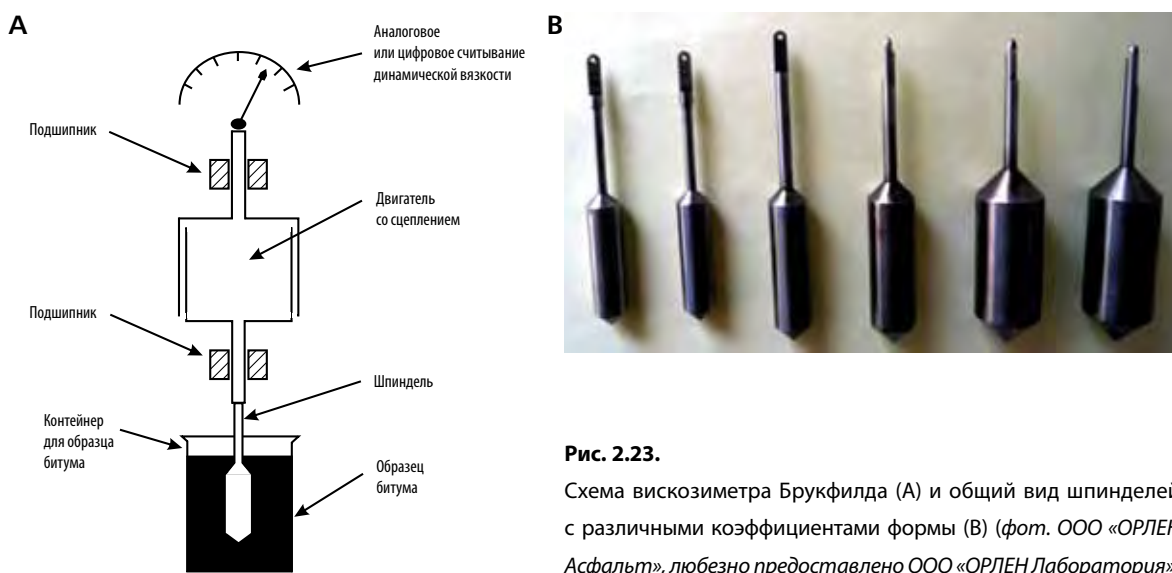 A
Аналоговое
или цифровое считывание
динамической вязкости
Подшипник
Двигатель
со сцеплением
Подшипник
Шпиндель
Контейнер
для образца
битума
Образец
битума
B
Рис. 2.23.
Схема вискозиметра Брукфилда (А) и общий вид шпинделей
с различными коэффициентами формы (В) (фот. ООО «ОРЛЕН
Асфальт», любезно предоставлено ООО «ОРЛЕН Лаборатория»